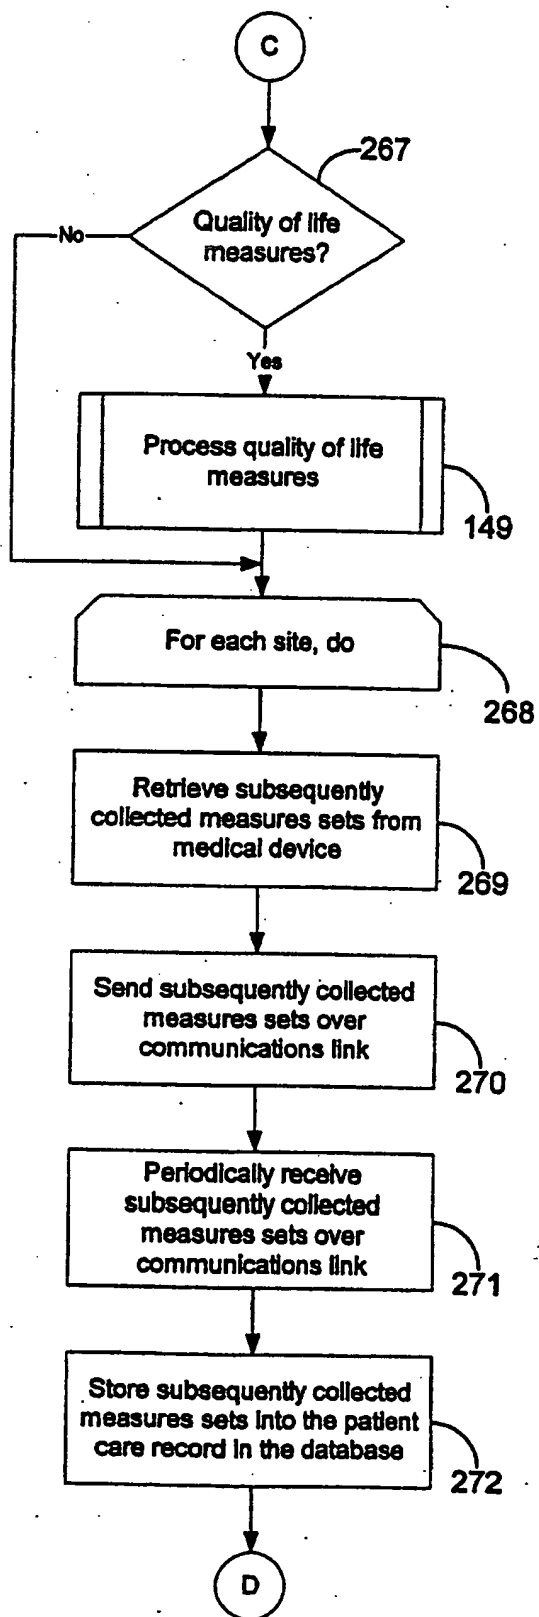 C
267
Quality of life
measures?
No
Yes
Process quality of life
measures
149
For each site, do
268
Retrieve subsequently
collected measures sets from
medical device
269
Send subsequently collected
measures sets over
communications link
270
Periodically receive
subsequently collected
measures sets over
communications link
271
Store subsequently collected
measures sets into the patient
care record in the database
272
D